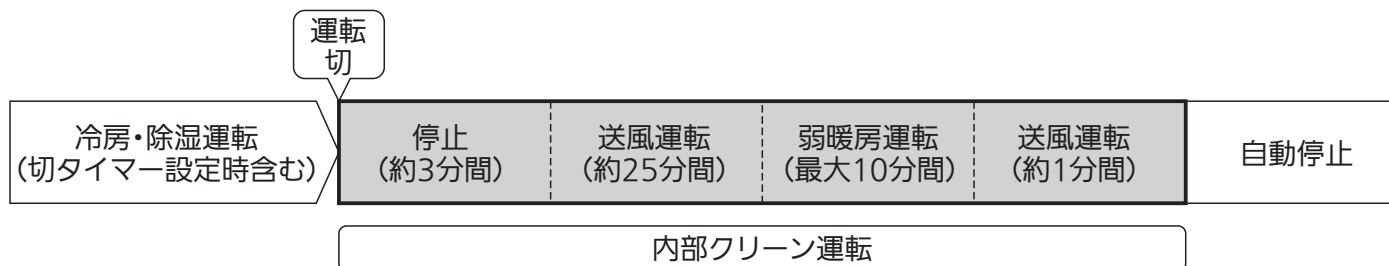 運転
切
冷房・除湿運転
(切タイマー設定時含む)
停止
(約3分間)
送風運転
(約25分間)
弱暖房運転
(最大10分間)
送風運転
(約1分間)
自動停止
内部クリーン運転